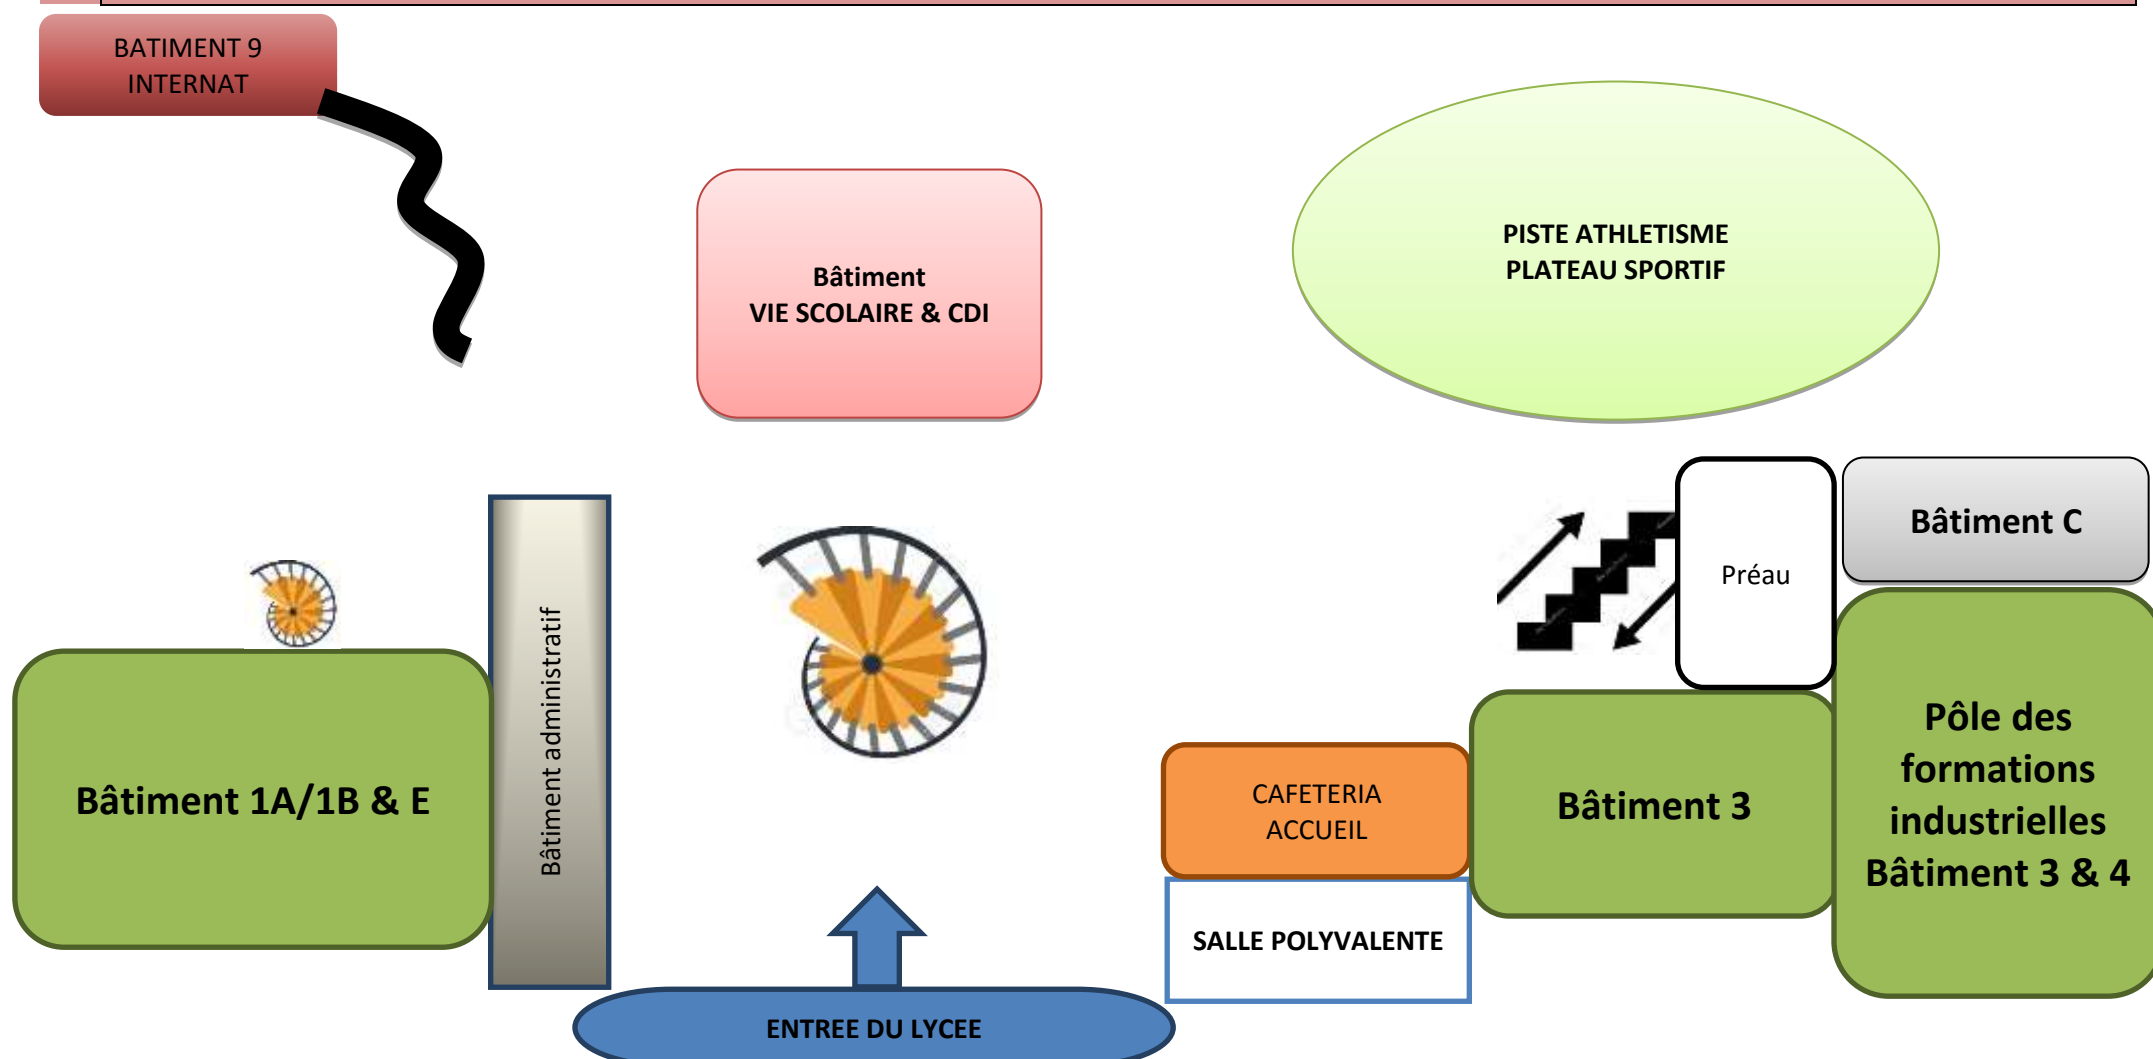 BATIMENT 9
INTERNAT
Bâtiment
VIE SCOLAIRE & CDI
PISTE ATHLETISME
PLATEAU SPORTIF
Préau
Bâtiment C
Bâtiment 1A/1B & E
Bâtiment administratif
CAFETERIA
ACCUEIL
SALLE POLYVALENTE
Bâtiment 3
Pôle des
formations
industrielles
Bâtiment 3 & 4
ENTREE DU LYCEE